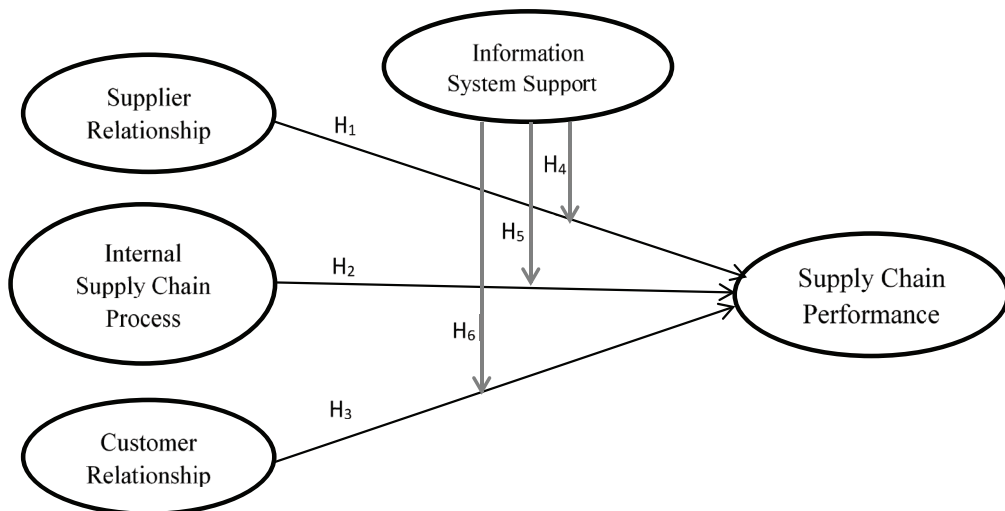 Information
System Support
Supplier
Relationship
H₁
H₄
H₅
Internal
Supply Chain
Process
H₂
Supply Chain
Performance
H₆
H₃
Customer
Relationship